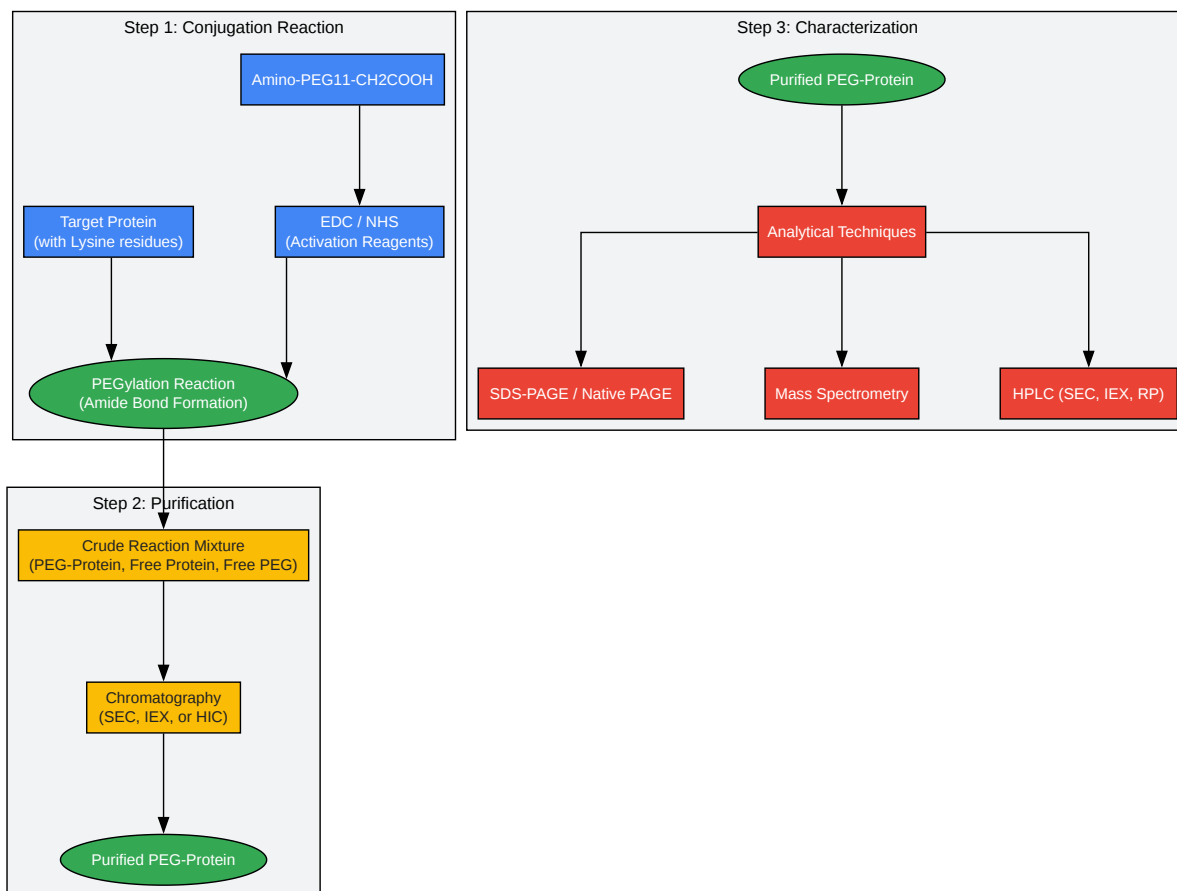 Step 1: Conjugation Reaction
Amino-PEG11-CH2COOH
Target Protein
(with Lysine residues)
EDC / NHS
(Activation Reagents)
PEGylation Reaction
(Amide Bond Formation)
Step 2: Purification
Crude Reaction Mixture
(PEG-Protein, Free Protein, Free PEG)
Chromatography
(SEC, IEX, or HIC)
Purified PEG-Protein
Step 3: Characterization
Purified PEG-Protein
Analytical Techniques
SDS-PAGE / Native PAGE
Mass Spectrometry
HPLC (SEC, IEX, RP)